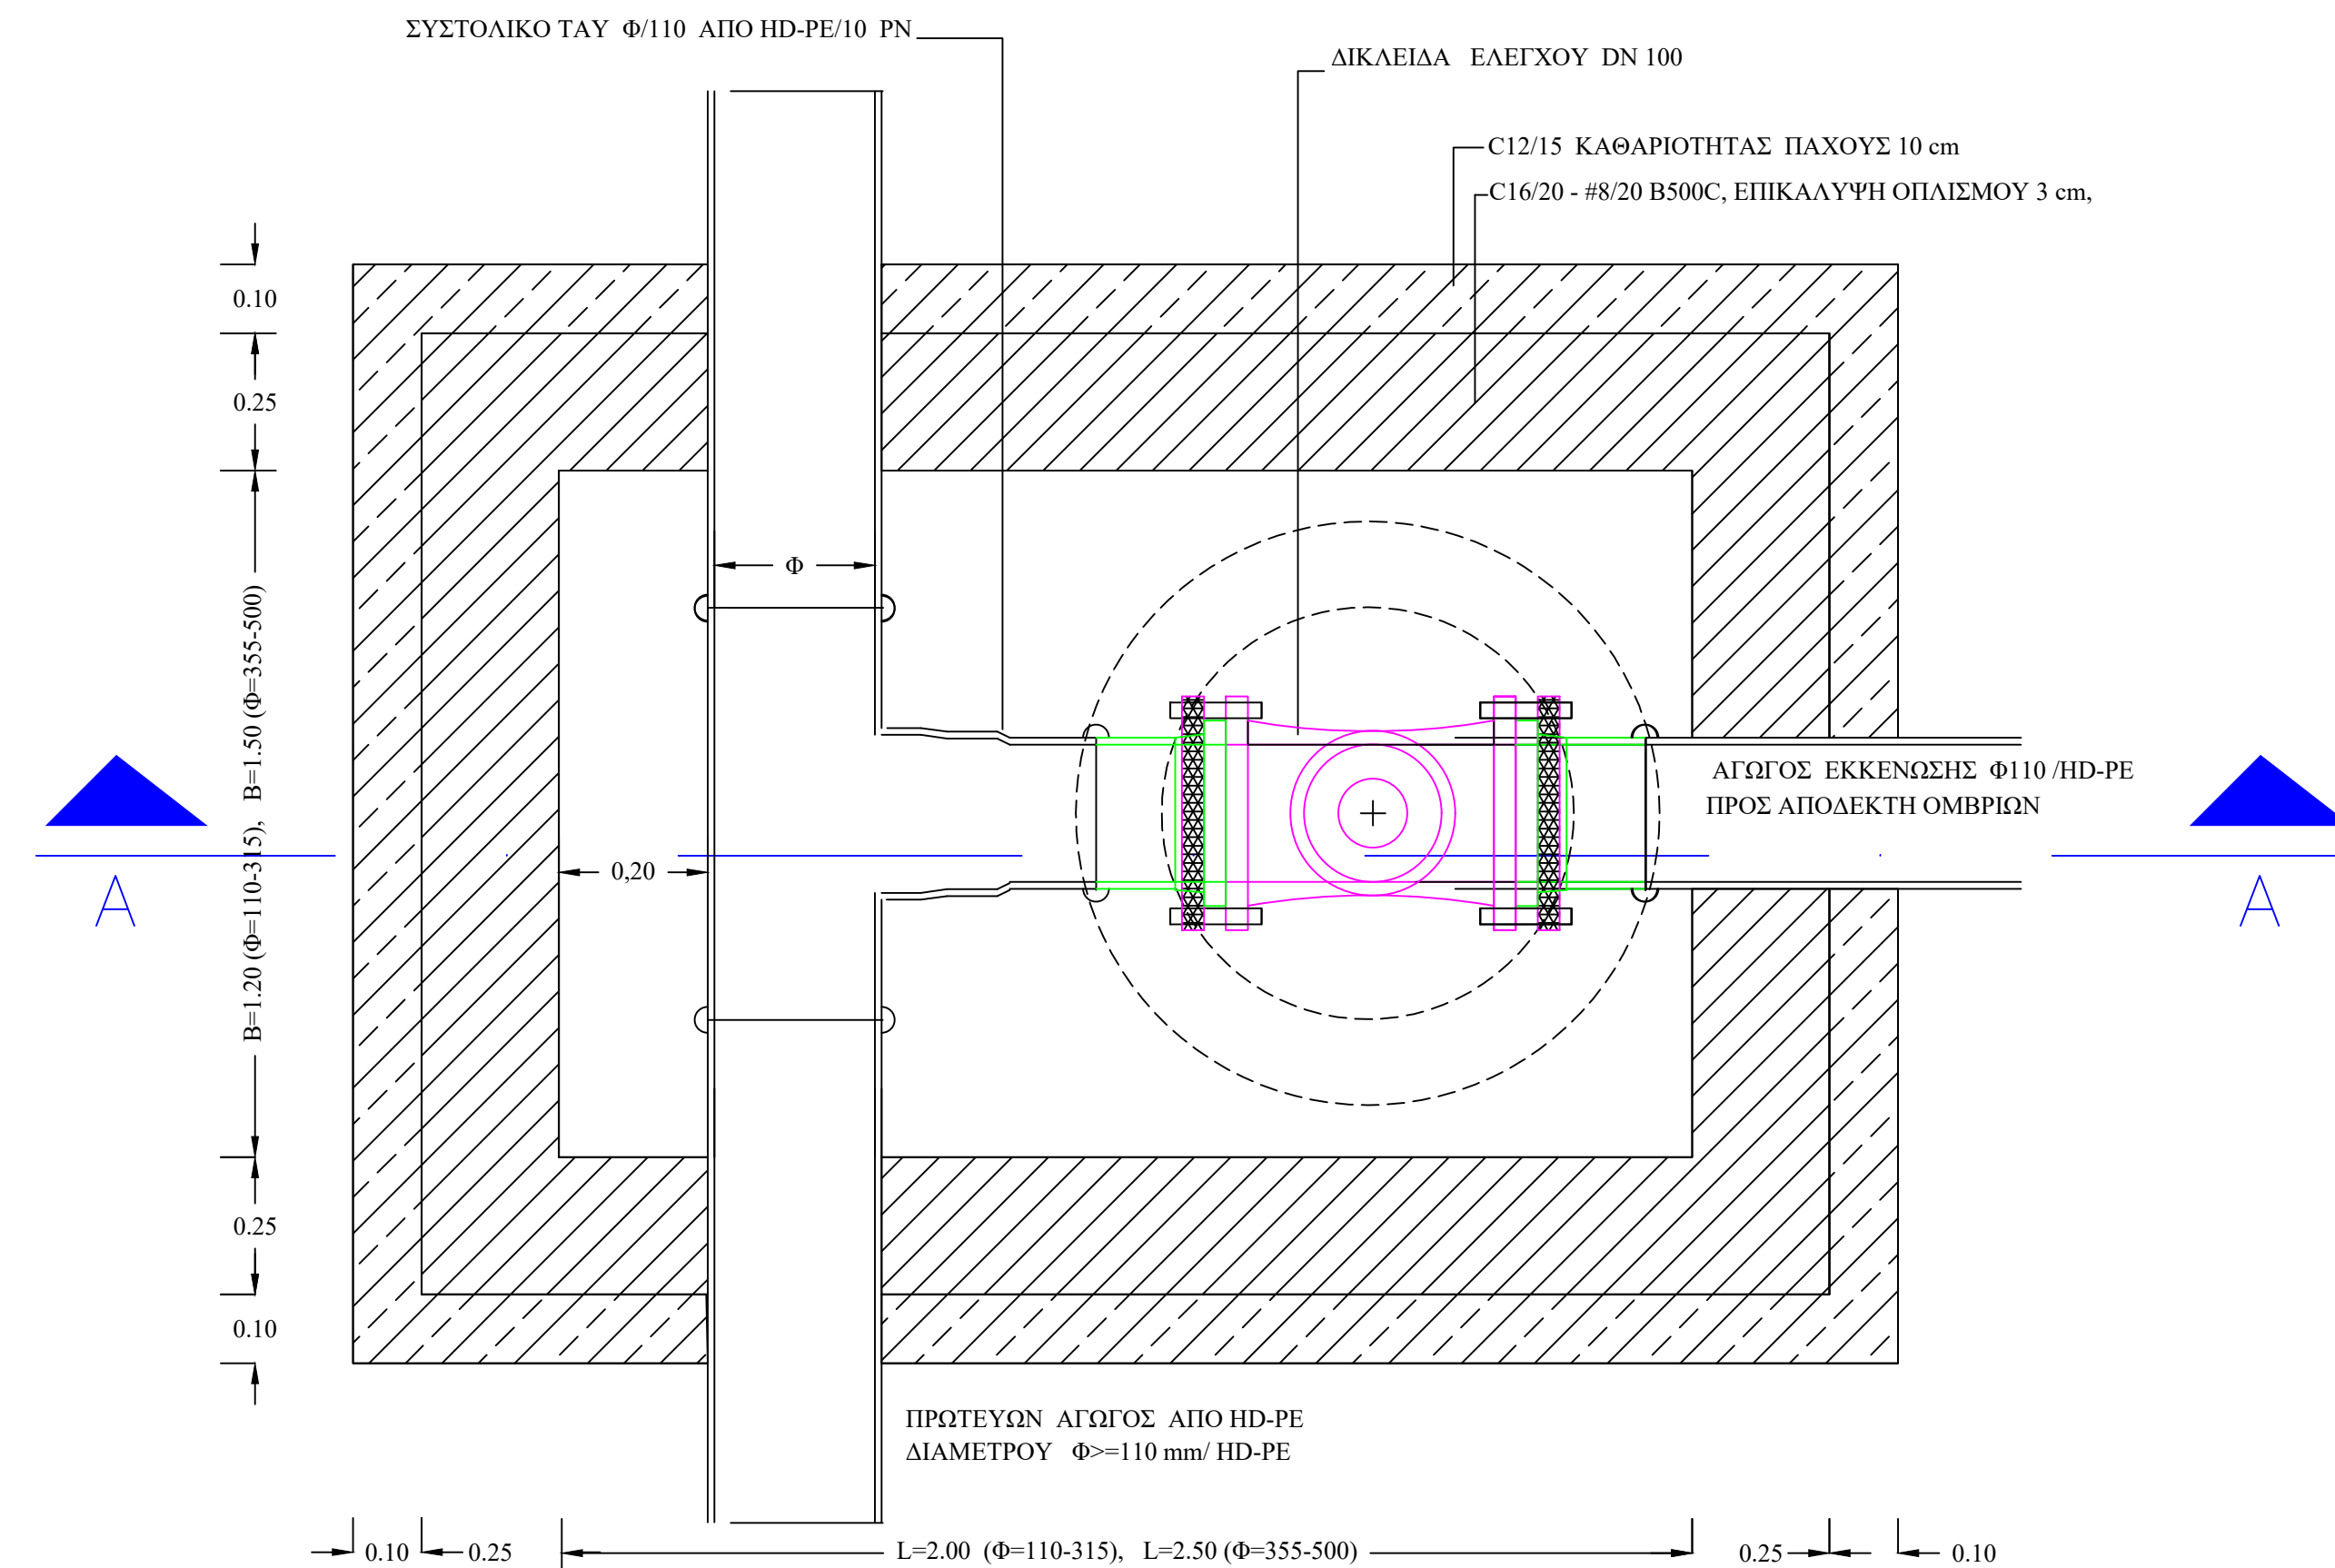 ΣΥΣΤΟΛΙΚΟ ΤΑΥ Φ/110 ΑΠΟ HD-PE/10 PN
ΔΙΚΛΕΙΔΑ ΕΛΕΓΧΟΥ DN 100
C12/15 ΚΑΘΑΡΙΟΤΗΤΑΣ ΠΑΧΟΥΣ 10 cm
C16/20 - #8/20 B500C, ΕΠΙΚΑΛΥΨΗ ΟΠΛΙΣΜΟΥ 3 cm,
0.10
0.25
Φ
B=1.20 (Φ=110-315), B=1.50 (Φ=355-500)
ΑΓΩΓΟΣ ΕΚΚΕΝΩΣΗΣ Φ110 /HD-PE
ΠΡΟΣ ΑΠΟΔΕΚΤΗ ΟΜΒΡΙΩΝ
0,20
A
A
0.25
0.10
ΠΡΩΤΕΥΩΝ ΑΓΩΓΟΣ ΑΠΟ HD-PE
ΔΙΑΜΕΤΡΟΥ Φ>=110 mm/ HD-PE
0.10 0.25 L=2.00 (Φ=110-315), L=2.50 (Φ=355-500) 0.25 0.10